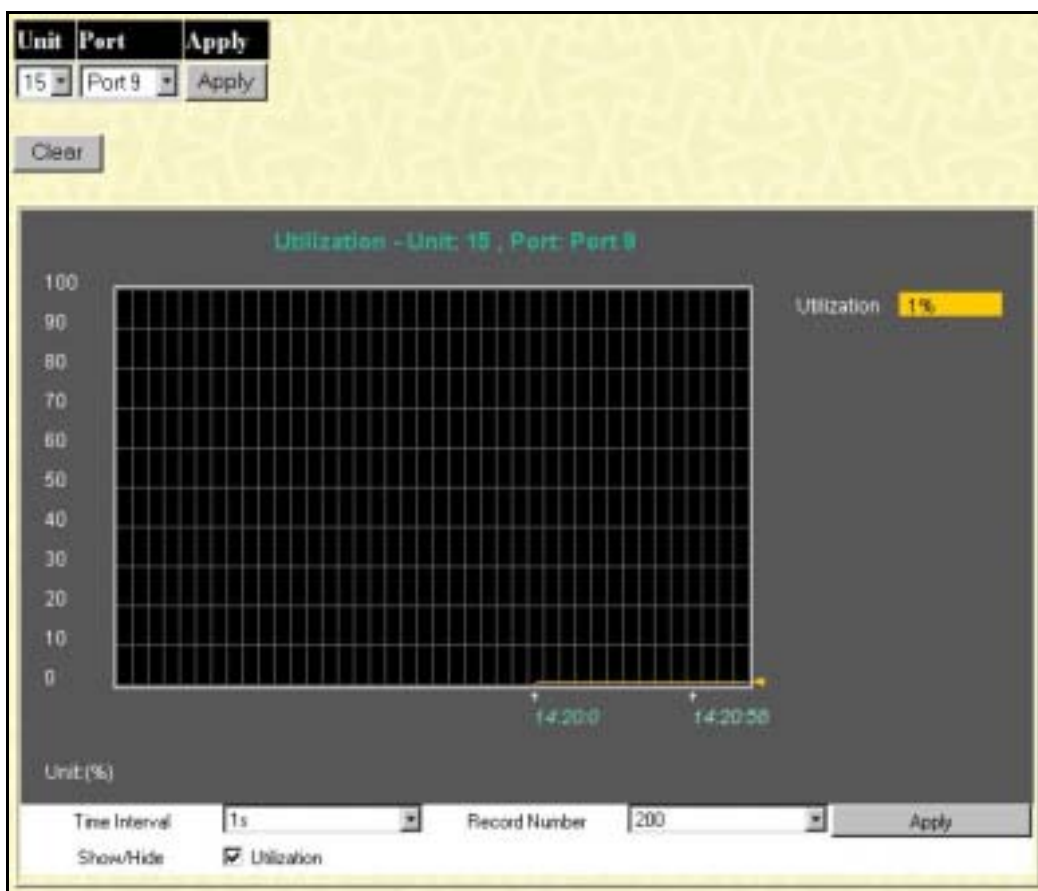 Unit Port Apply
15 Port 9 Apply
Clear
Utilization - Unit: 15 , Port: Port 9
100
Utilization 1%
90
80
70
60
50
40
30
20
10
0
14:20:0 14:20:56
Unit:(%)
Time Interval 1s Record Number 200 Apply
Show/Hide Utilization